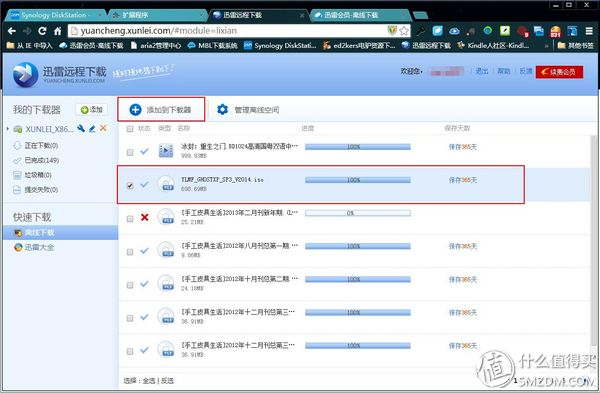 Synology DiskStation
扩展程序
迅雷远程下载
迅雷会员-离线下载
yuancheng.xunlei.com/#module=lixian
从 IE 中导入
迅雷会员-离线下载
aria2管理中心
MBL下载系统
Synology DiskStation
ed2kers电驴资源下
迅雷远程下载
Kindle人社区-Kindl
其他书签
迅雷远程下载
YUANCHENG.XUNLEI.COM
欢迎您，
退出
帮助
反馈
续费会员
我的下载器
添加
XUNLEI_X86...
正在下载(0)
已完成(149)
垃圾箱(0)
提交失败(0)
快速下载
离线下载
迅雷大全
添加到下载器
管理离线空间
状态 类型 名称 进度 保存天数
冰封：重生之门.BD1024高清国粤双语中…
999.93MB
100%
保存365天
YLMF_GHOSTXP_SP3_Y2014.iso
698.69MB
100%
保存365天
[手工皮具生活]2013年二月刊新年期.(…
25.21MB
0%
[手工皮具生活]2012年八月刊总第一期.…
9.86MB
100%
保存365天
[手工皮具生活]2012年十月刊总第二期.…
24.18MB
100%
保存365天
[手工皮具生活]2012年十二月刊总第三…
36.91MB
100%
保存365天
[手工皮具生活]2012年十二月刊总第三…
36.91MB
100%
保存365天
选择：全选 | 反选
1
值 什么值得买
SMZDM.COM